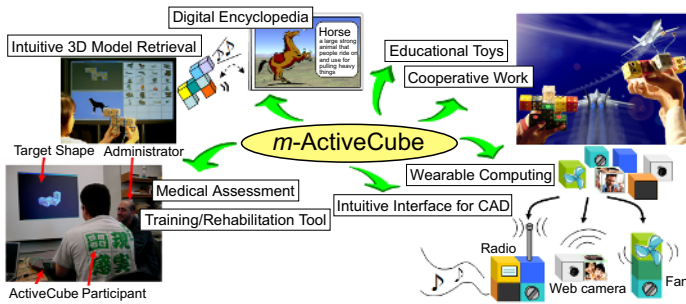 Digital Encyclopedia
Intuitive 3D Model Retrieval
Horse
a large strong
animal that
people ride on
and use for
pulling heavy
things
Educational Toys
Cooperative Work
m-ActiveCube
Target Shape
Administrator
Medical Assessment
Training/Rehabilitation Tool
Wearable Computing
Intuitive Interface for CAD
Radio
Web camera
Fan
ActiveCube
Participant